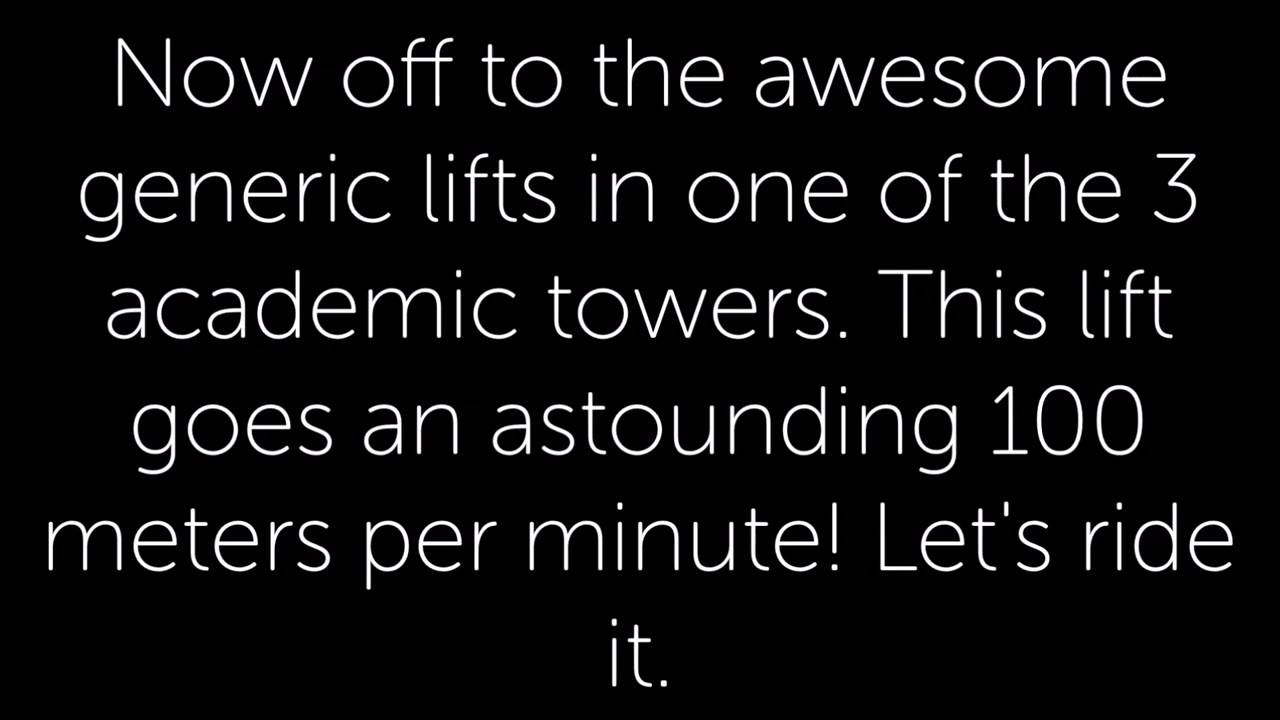 Now off to the awesome
generic lifts in one of the 3
academic towers. This lift
goes an astounding 100
meters per minute! Let's ride
it.